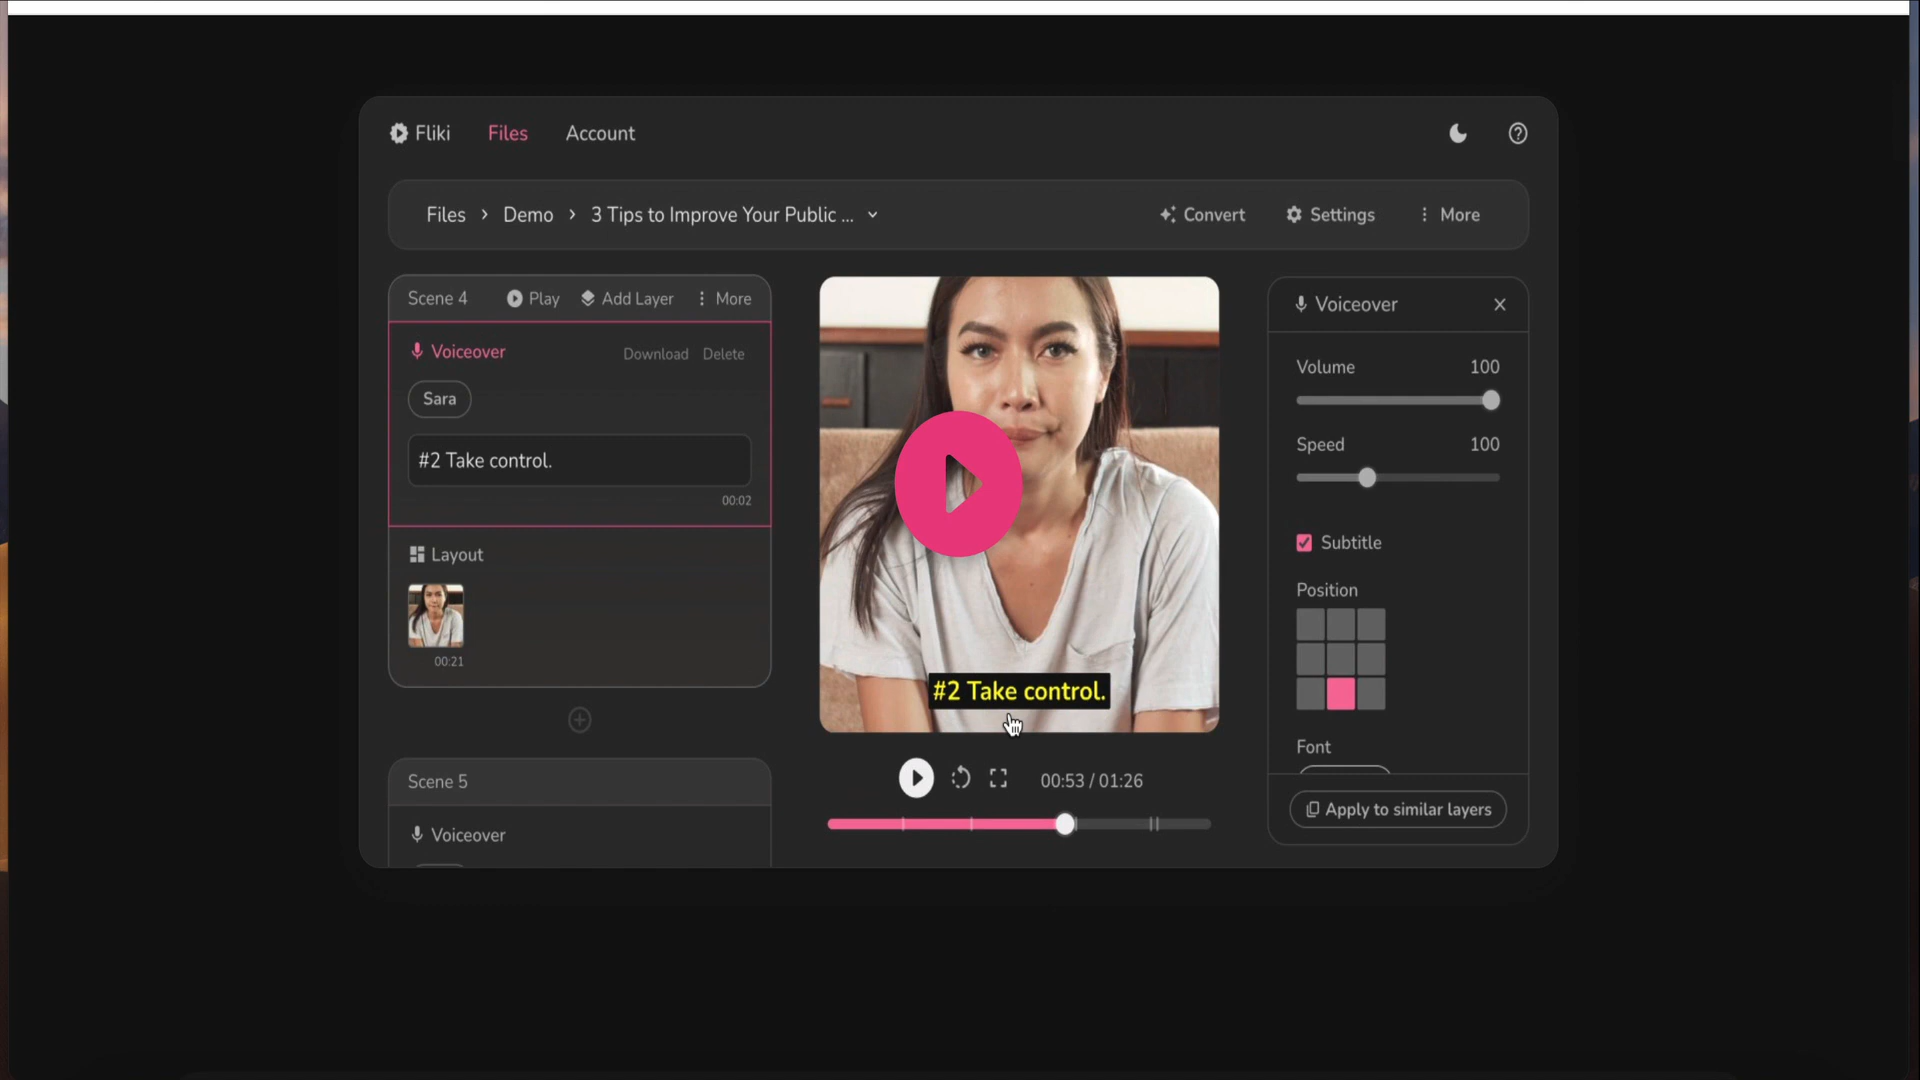 Fliki Files Account
Files > Demo > 3 Tips to Improve Your Public ...
Convert Settings More
Scene 4 Play Add Layer More
Voiceover Download Delete
Sara
#2 Take control.
00:02
Layout
00:21
Scene 5
Voiceover
#2 Take control.
00:53 / 01:26
Voiceover
Volume 100
Speed 100
Subtitle
Position
Font
Apply to similar layers